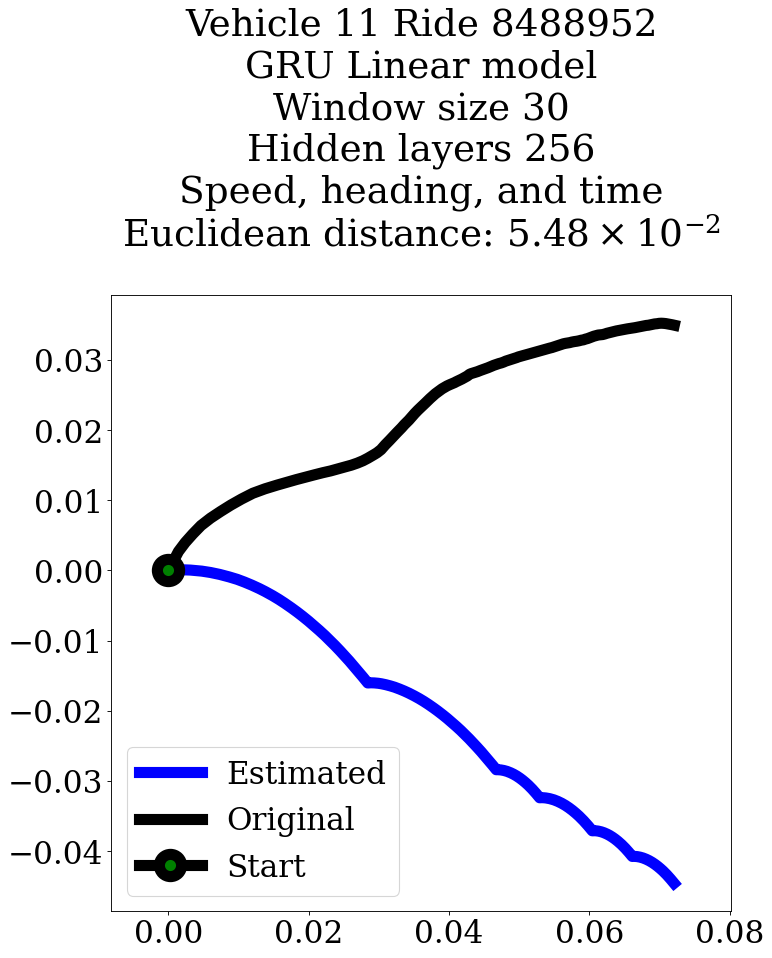 Vehicle 11 Ride 8488952
GRU Linear model
Window size 30
Hidden layers 256
Speed, heading, and time
Euclidean distance: 5.48 × 10⁻²
0.03
0.02
0.01
0.00
−0.01
−0.02
−0.03
−0.04
Estimated
Original
Start
0.00 0.02 0.04 0.06 0.08